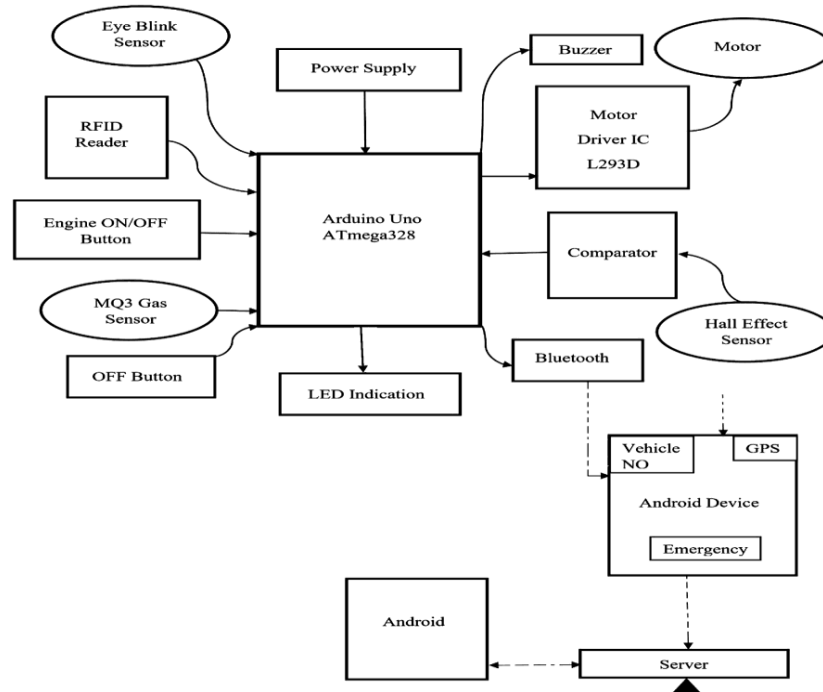 Eye Blink
Sensor
Power Supply
Buzzer
Motor
RFID
Reader
Motor
Driver IC
L293D
Engine ON/OFF
Button
Arduino Uno
ATmega328
Comparator
MQ3 Gas
Sensor
Hall Effect
Sensor
OFF Button
LED Indication
Bluetooth
Vehicle
NO
GPS
Android Device
Emergency
Android
Server